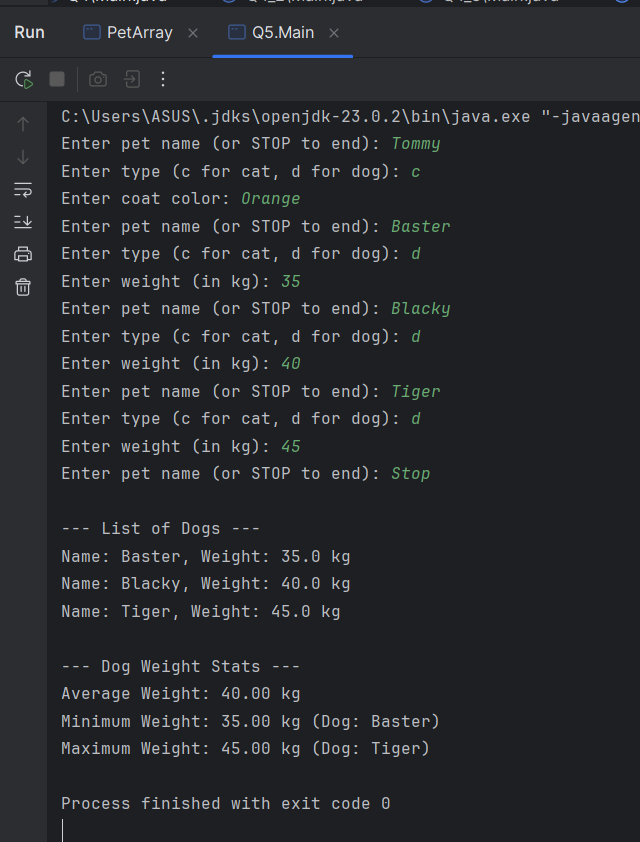 Run PetArray Q5.Main
C:\Users\ASUS\.jdks\openjdk-23.0.2\bin\java.exe "-javaagen
Enter pet name (or STOP to end): Tommy
Enter type (c for cat, d for dog): c
Enter coat color: Orange
Enter pet name (or STOP to end): Baster
Enter type (c for cat, d for dog): d
Enter weight (in kg): 35
Enter pet name (or STOP to end): Blacky
Enter type (c for cat, d for dog): d
Enter weight (in kg): 40
Enter pet name (or STOP to end): Tiger
Enter type (c for cat, d for dog): d
Enter weight (in kg): 45
Enter pet name (or STOP to end): Stop
--- List of Dogs ---
Name: Baster, Weight: 35.0 kg
Name: Blacky, Weight: 40.0 kg
Name: Tiger, Weight: 45.0 kg
--- Dog Weight Stats ---
Average Weight: 40.00 kg
Minimum Weight: 35.00 kg (Dog: Baster)
Maximum Weight: 45.00 kg (Dog: Tiger)
Process finished with exit code 0